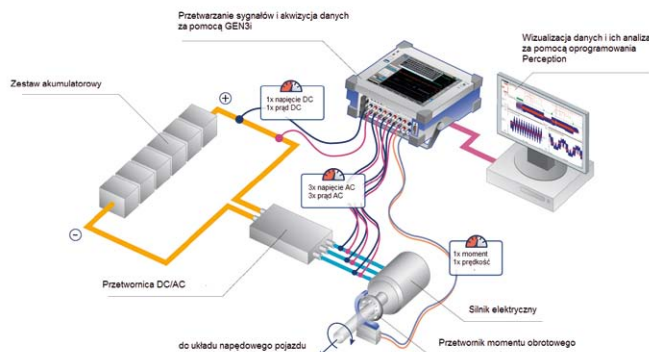 Przetwarzanie sygnałów i akwizycja danych
za pomocą GEN3i
Wizualizacja danych i ich analiza
za pomocą oprogramowania
Perception
Zestaw akumulatorowy
+
1x napięcie DC
1x prąd DC
3x napięcie AC
3x prąd AC
−
1x moment
1x prędkość
Przetwornica DC/AC
Silnik elektryczny
do układu napędowego pojazdu
Przetwornik momentu obrotowego